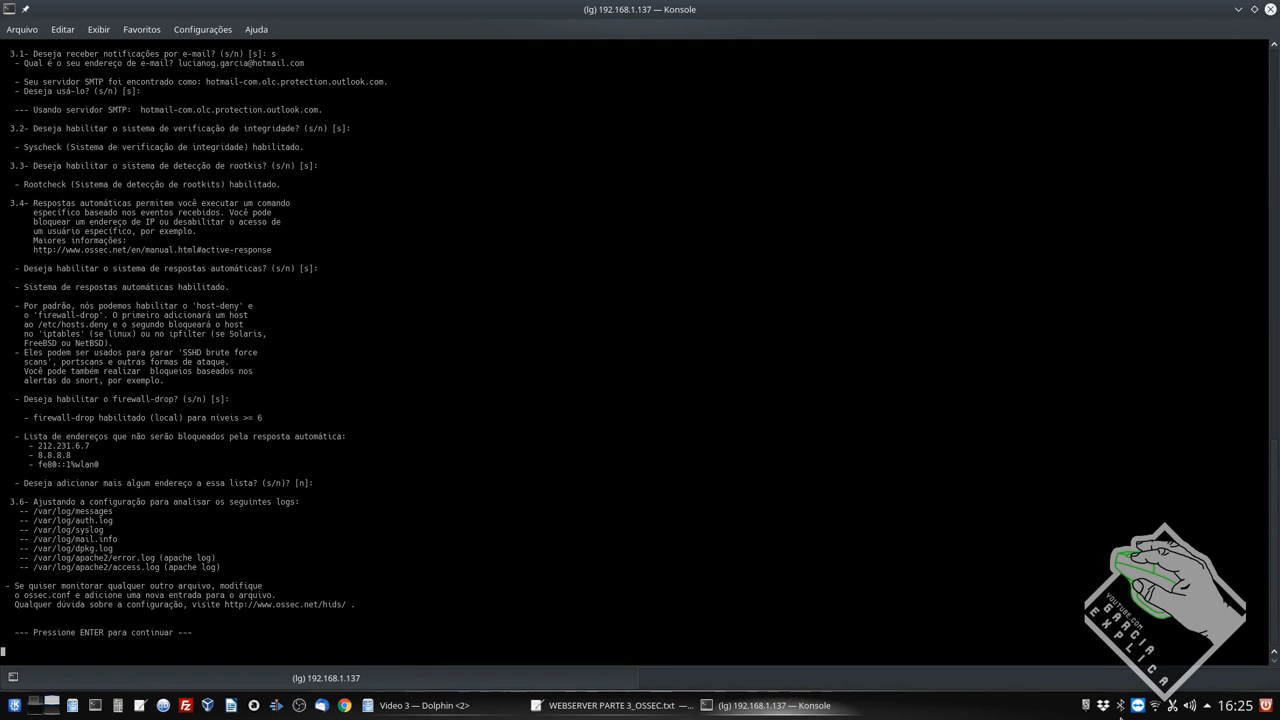 (lg) 192.168.1.137 — Konsole
Arquivo Editar Exibir Favoritos Configurações Ajuda
3.1- Deseja receber notificações por e-mail? (s/n) [s]: s
- Qual é o seu endereço de e-mail? lucianog.garcia@hotmail.com
- Seu servidor SMTP foi encontrado como: hotmail-com.olc.protection.outlook.com.
- Deseja usá-lo? (s/n) [s]:
--- Usando servidor SMTP:  hotmail-com.olc.protection.outlook.com.
3.2- Deseja habilitar o sistema de verificação de integridade? (s/n) [s]:
- Syscheck (Sistema de verificação de integridade) habilitado.
3.3- Deseja habilitar o sistema de detecção de rootkis? (s/n) [s]:
- Rootcheck (Sistema de detecção de rootkits) habilitado.
3.4- Respostas automáticas permitem você executar um comando
específico baseado nos eventos recebidos. Você pode
bloquear um endereço de IP ou desabilitar o acesso de
um usuário específico, por exemplo.
Maiores informações:
http://www.ossec.net/en/manual.html#active-response
- Deseja habilitar o sistema de respostas automáticas? (s/n) [s]:
- Sistema de respostas automáticas habilitado.
- Por padrão, nós podemos habilitar o 'host-deny' e
o 'firewall-drop'. O primeiro adicionará um host
ao /etc/hosts.deny e o segundo bloqueará o host
no 'iptables' (se linux) ou no ipfilter (se Solaris,
FreeBSD ou NetBSD).
- Eles podem ser usados para parar 'SSHD brute force
scans', portscans e outras formas de ataque.
Você pode também realizar  bloqueios baseados nos
alertas do snort, por exemplo.
- Deseja habilitar o firewall-drop? (s/n) [s]:
- firewall-drop habilitado (local) para níveis >= 6
- Lista de endereços que não serão bloqueados pela resposta automática:
- 212.231.6.7
- 8.8.8.8
- fe80::1%wlan0
- Deseja adicionar mais algum endereço a essa lista? (s/n)? [n]:
3.6- Ajustando a configuração para analisar os seguintes logs:
-- /var/log/messages
-- /var/log/auth.log
-- /var/log/syslog
-- /var/log/mail.info
-- /var/log/dpkg.log
-- /var/log/apache2/error.log (apache log)
-- /var/log/apache2/access.log (apache log)
- Se quiser monitorar qualquer outro arquivo, modifique
o ossec.conf e adicione uma nova entrada para o arquivo.
Qualquer dúvida sobre a configuração, visite http://www.ossec.net/hids/ .
--- Pressione ENTER para continuar ---
YOUTUBE.COM
GARCIA
EXPLICA
(lg) 192.168.1.137
Video 3 — Dolphin <2>
WEBSERVER PARTE 3_OSSEC.txt —...
(lg) 192.168.1.137 — Konsole
16:25